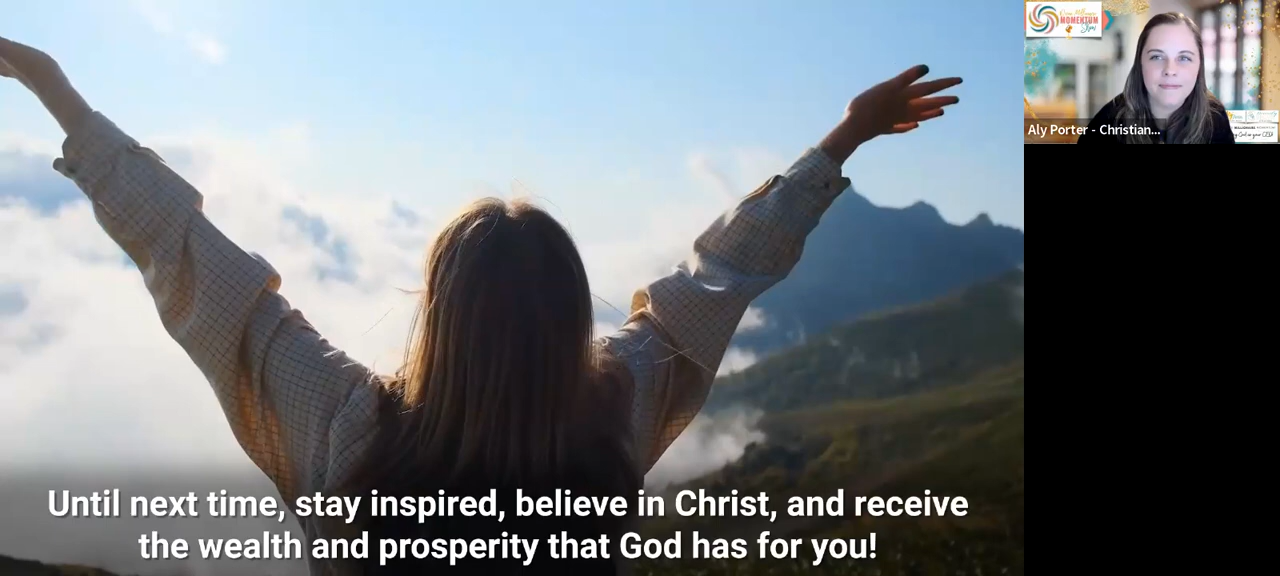 Until next time, stay inspired, believe in Christ, and receive
the wealth and prosperity that God has for you!
MOMENTUM
Aly Porter - Christian...